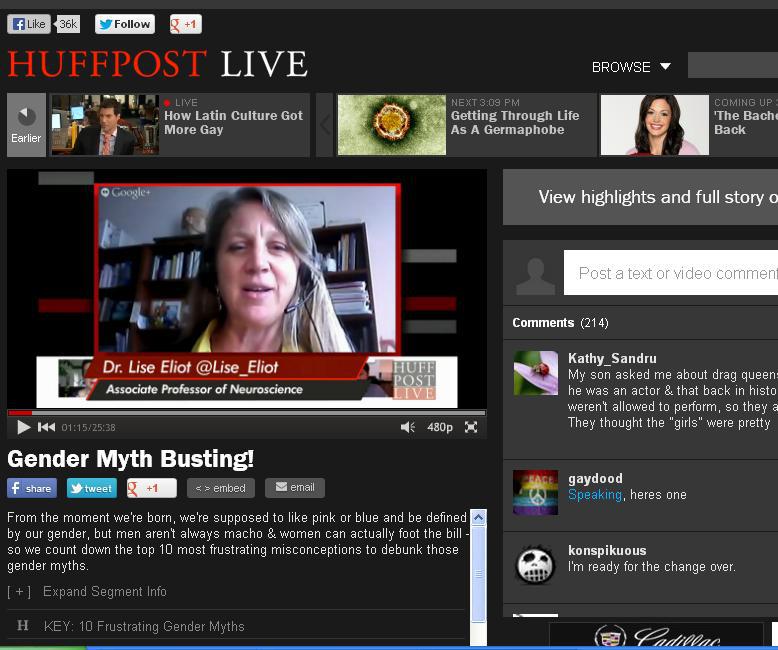 Like 36k Follow +1
HUFFPOST LIVE
BROWSE
Earlier
LIVE
How Latin Culture Got
More Gay
NEXT 3:09 PM
Getting Through Life
As A Germaphobe
COMING UP
'The Bache
Back
Google+
Dr. Lise Eliot @Lise_Eliot
Associate Professor of Neuroscience
HUFF
POST
LIVE
01:15/25:38
480p
Gender Myth Busting!
share tweet +1 < > embed email
From the moment we're born, we're supposed to like pink or blue and be defined
by our gender, but men aren't always macho & women can actually foot the bill -
so we count down the top 10 most frustrating misconceptions to debunk those
gender myths.
[ + ] Expand Segment Info
H KEY: 10 Frustrating Gender Myths
View highlights and full story o
Post a text or video comment
Comments (214)
Kathy_Sandru
My son asked me about drag queens
he was an actor & that back in histo
weren't allowed to perform, so they a
They thought the "girls" were pretty
PEACE
gaydood
Speaking, heres one
konspikuous
I'm ready for the change over.
Cadillac